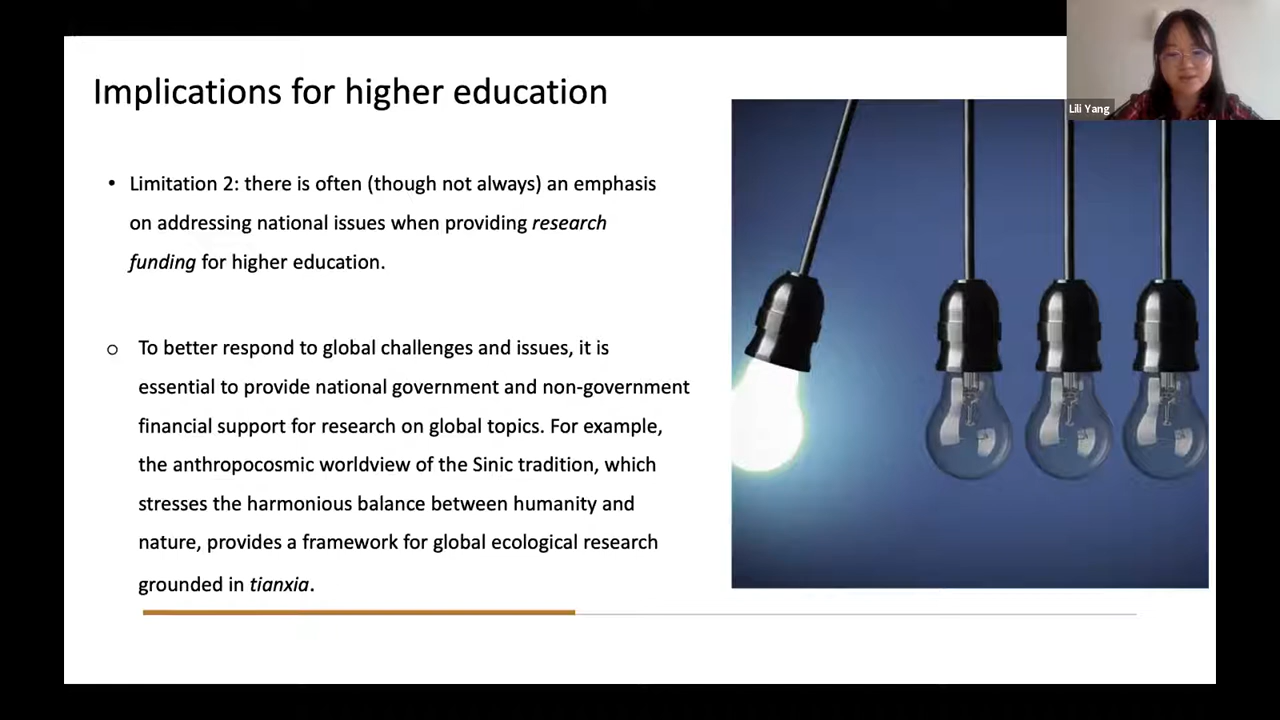 Implications for higher education
Lili Yang
• Limitation 2: there is often (though not always) an emphasis
on addressing national issues when providing research
funding for higher education.
o To better respond to global challenges and issues, it is
essential to provide national government and non-government
financial support for research on global topics. For example,
the anthropocosmic worldview of the Sinic tradition, which
stresses the harmonious balance between humanity and
nature, provides a framework for global ecological research
grounded in tianxia.